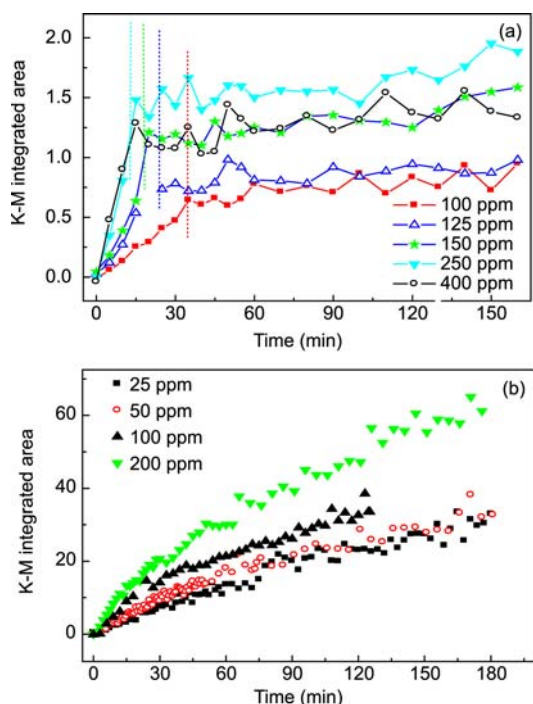 (a)
K-M integrated area
2.0
1.5
1.0
0.5
0.0
100 ppm
125 ppm
150 ppm
250 ppm
400 ppm
0 30 60 90 120 150
Time (min)
(b)
K-M integrated area
60
40
20
0
25 ppm
50 ppm
100 ppm
200 ppm
0 30 60 90 120 150 180
Time (min)